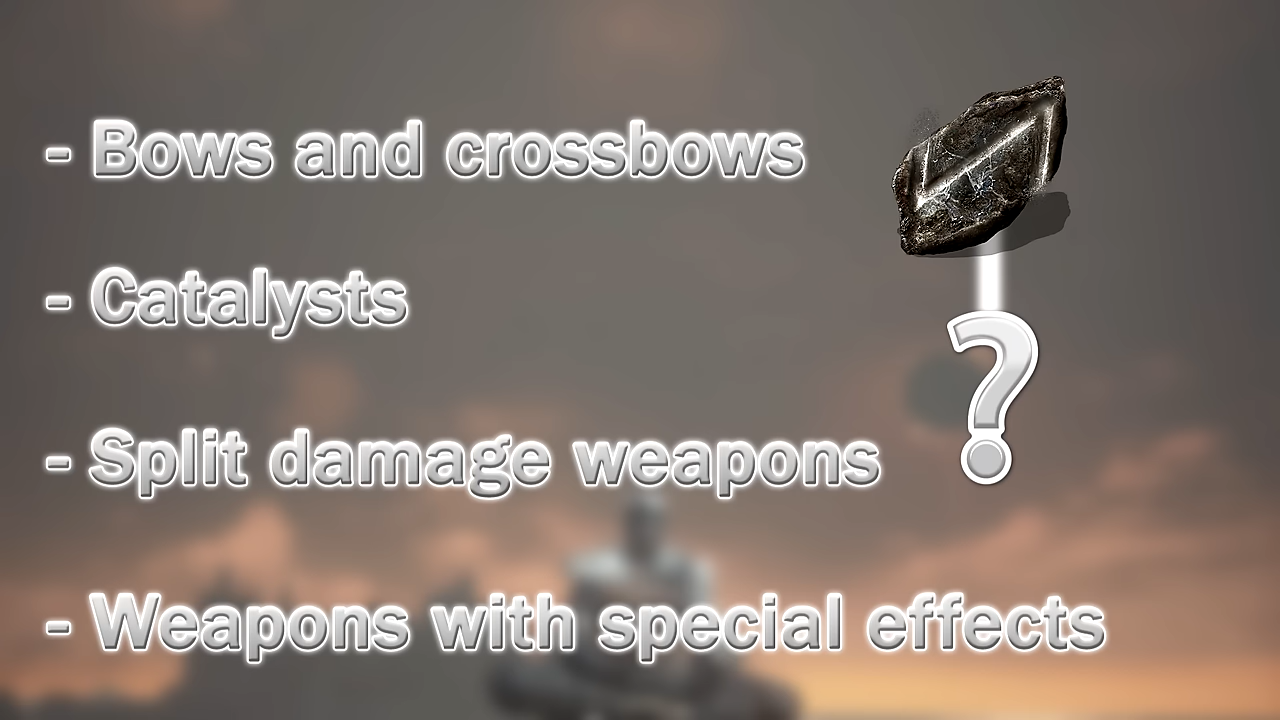 - Bows and crossbows
- Catalysts
?
- Split damage weapons
- Weapons with special effects